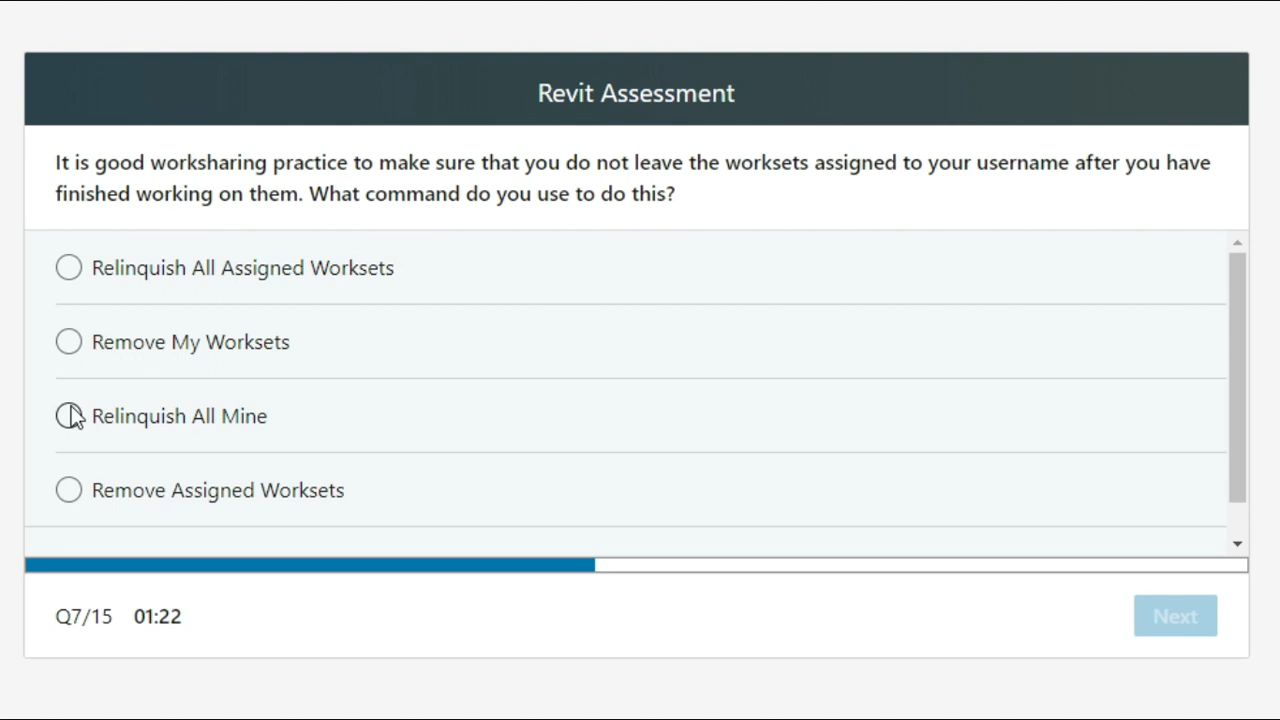 Revit Assessment
It is good worksharing practice to make sure that you do not leave the worksets assigned to your username after you have
finished working on them. What command do you use to do this?
Relinquish All Assigned Worksets
Remove My Worksets
Relinquish All Mine
Remove Assigned Worksets
Q7/15 01:22
Next